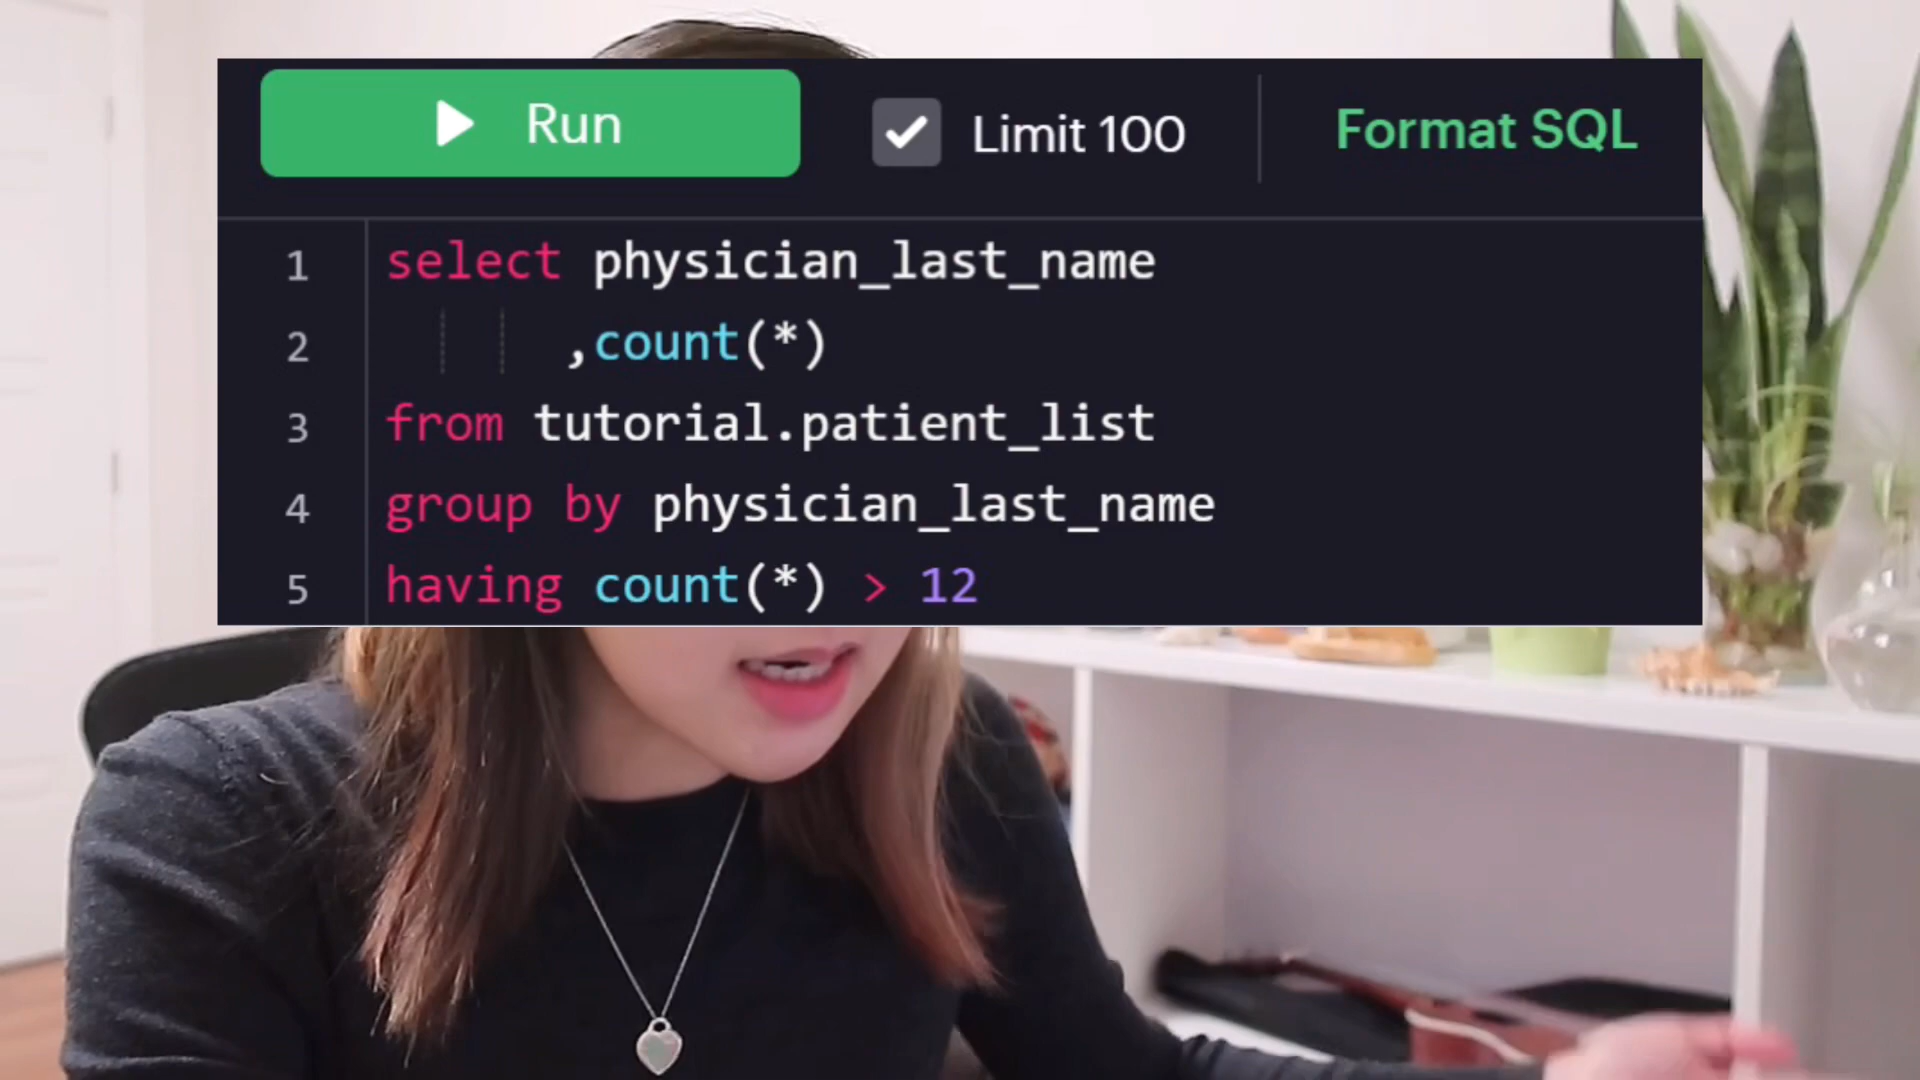 Run
Limit 100
Format SQL
1 select physician_last_name
2 ,count(*)
3 from tutorial.patient_list
4 group by physician_last_name
5 having count(*) > 12